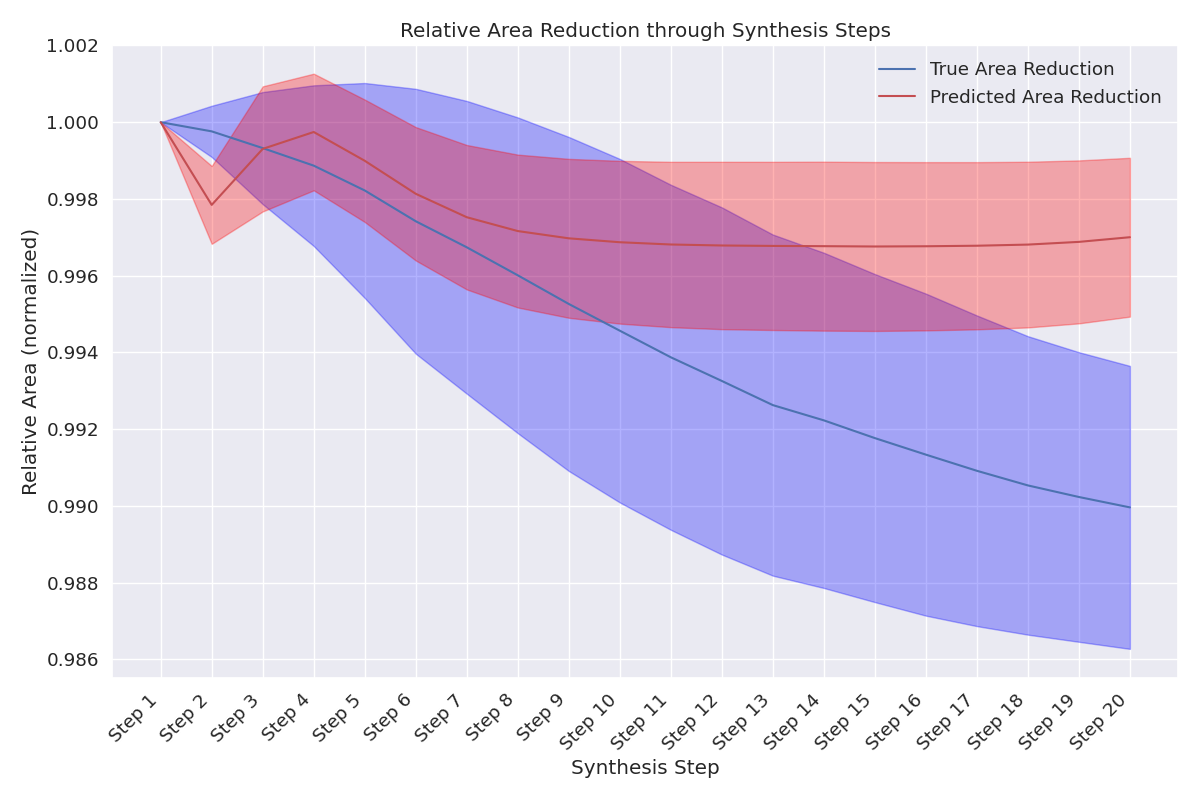 Relative Area Reduction through Synthesis Steps
True Area Reduction
Predicted Area Reduction
Relative Area (normalized)
1.002
1.000
0.998
0.996
0.994
0.992
0.990
0.988
0.986
Step 1
Step 2
Step 3
Step 4
Step 5
Step 6
Step 7
Step 8
Step 9
Step 10
Step 11
Step 12
Step 13
Step 14
Step 15
Step 16
Step 17
Step 18
Step 19
Step 20
Synthesis Step